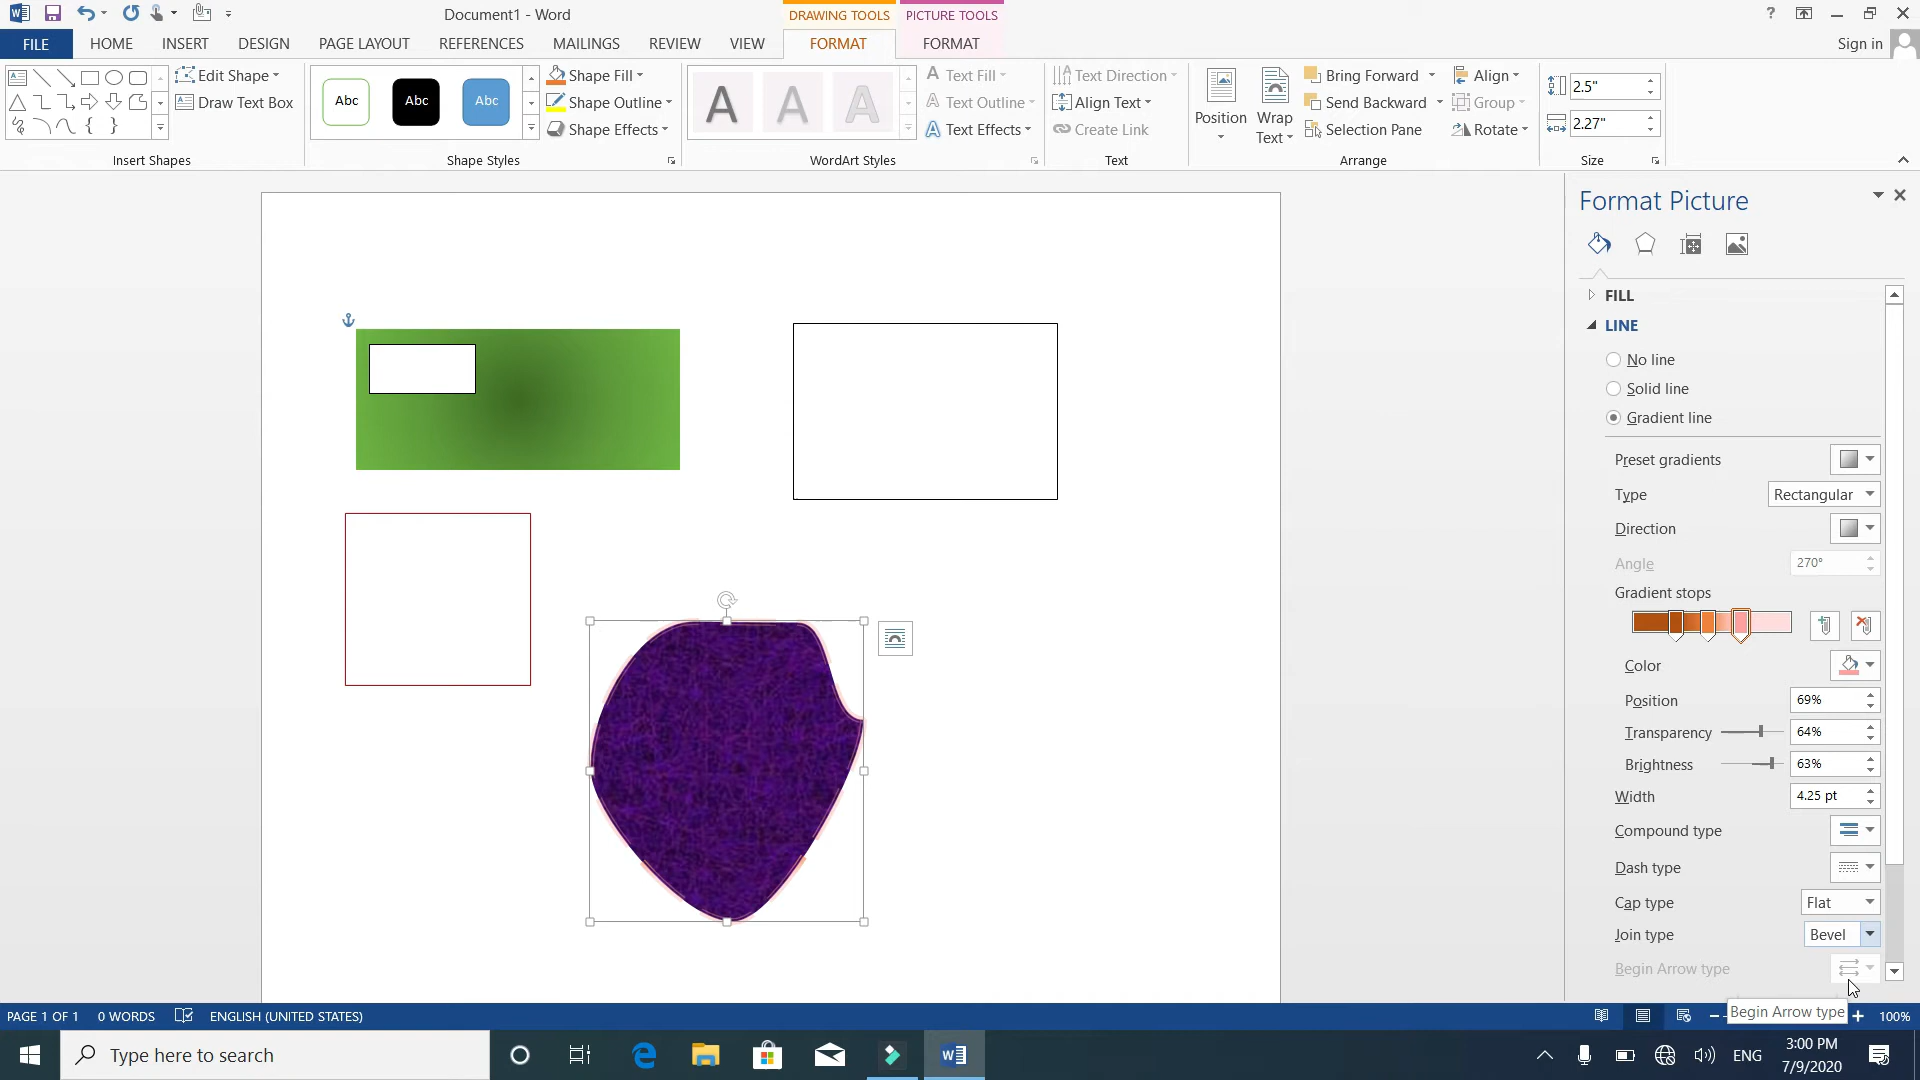 Document1 - Word
DRAWING TOOLS
PICTURE TOOLS
FILE
HOME
INSERT
DESIGN
PAGE LAYOUT
REFERENCES
MAILINGS
REVIEW
VIEW
FORMAT
FORMAT
Sign in
Edit Shape
Draw Text Box
Insert Shapes
Abc
Abc
Abc
Shape Fill
Shape Outline
Shape Effects
Shape Styles
A
A
A
Text Fill
Text Outline
Text Effects
WordArt Styles
Text Direction
Align Text
Create Link
Text
Position
Wrap
Text
Bring Forward
Send Backward
Selection Pane
Align
Group
Rotate
Arrange
2.5"
2.27"
Size
Format Picture
FILL
LINE
No line
Solid line
Gradient line
Preset gradients
Type
Rectangular
Direction
Angle
270°
Gradient stops
Color
Position
69%
Transparency
64%
Brightness
63%
Width
4.25 pt
Compound type
Dash type
Cap type
Flat
Join type
Bevel
Begin Arrow type
Begin Arrow type
PAGE 1 OF 1
0 WORDS
ENGLISH (UNITED STATES)
100%
Type here to search
ENG
3:00 PM
7/9/2020